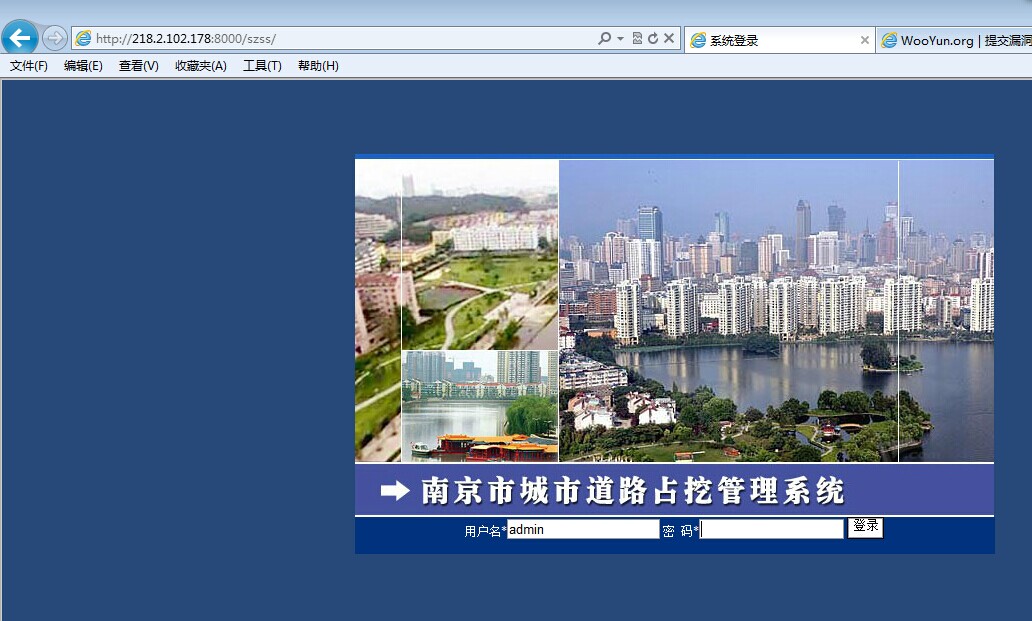 http://218.2.102.178:8000/szss/
系统登录
WooYun.org | 提交漏洞
文件(F) 编辑(E) 查看(V) 收藏夹(A) 工具(T) 帮助(H)
南京市城市道路占挖管理系统
用户名*admin 密 码* 登录